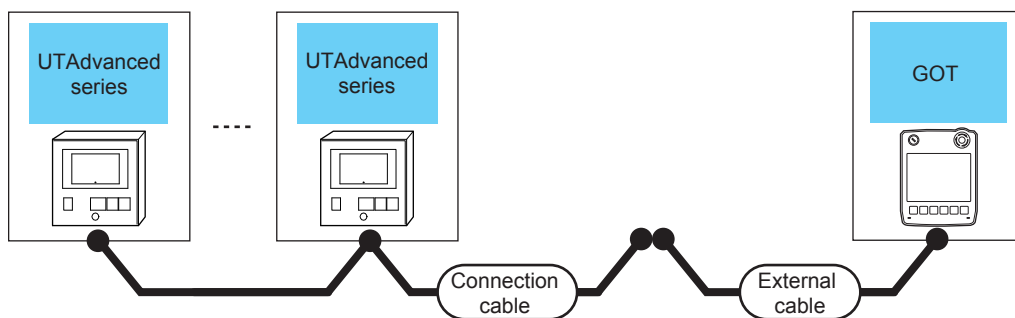 UTAdvanced
series
UTAdvanced
series
GOT
Connection
cable
External
cable